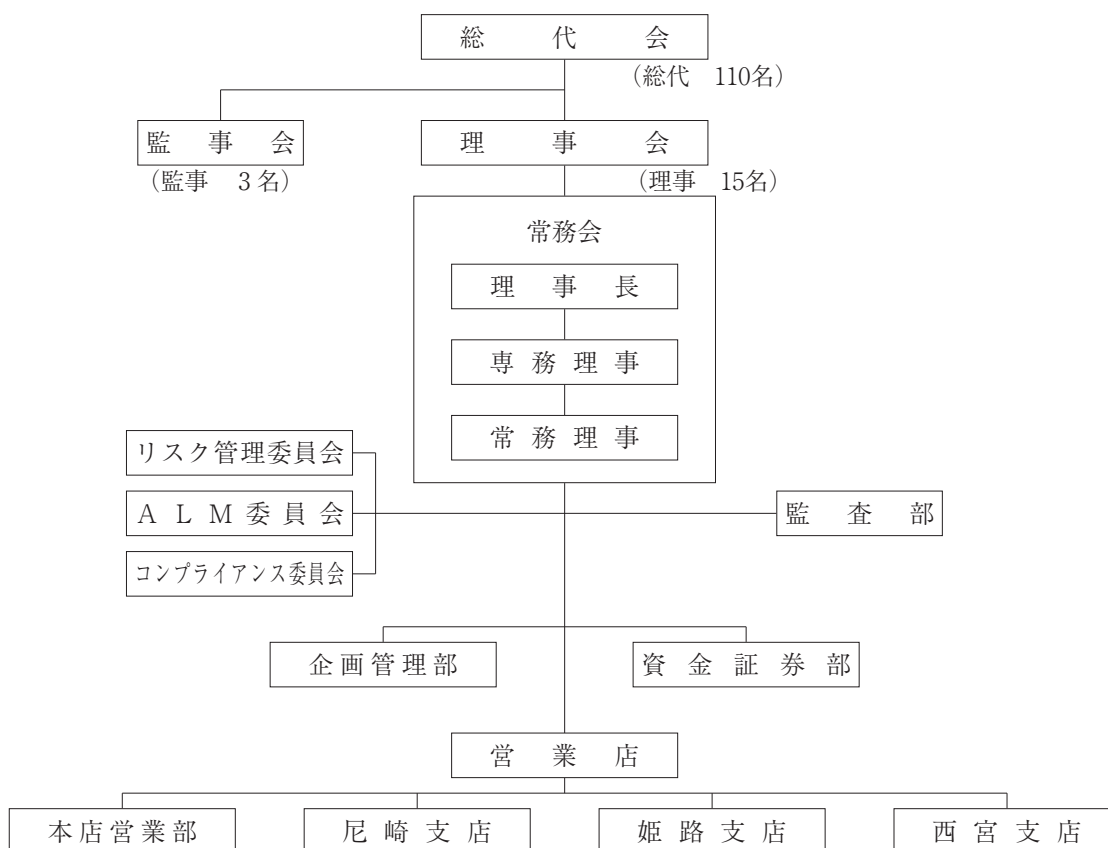 総代会
(総代　110名)
監事会
理事会
(監事　3名)
(理事　15名)
常務会
理事長
専務理事
常務理事
リスク管理委員会
ALM委員会
監査部
コンプライアンス委員会
企画管理部
資金証券部
営業店
本店営業部
尼崎支店
姫路支店
西宮支店